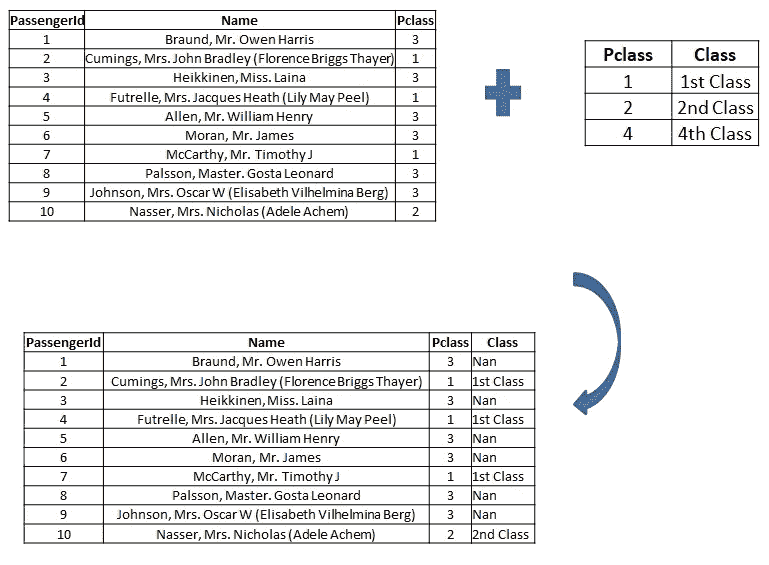 PassengerId Name Pclass
1 Braund, Mr. Owen Harris 3
2 Cumings, Mrs. John Bradley (Florence Briggs Thayer) 1
3 Heikkinen, Miss. Laina 3
4 Futrelle, Mrs. Jacques Heath (Lily May Peel) 1
5 Allen, Mr. William Henry 3
6 Moran, Mr. James 3
7 McCarthy, Mr. Timothy J 1
8 Palsson, Master. Gosta Leonard 3
9 Johnson, Mrs. Oscar W (Elisabeth Vilhelmina Berg) 3
10 Nasser, Mrs. Nicholas (Adele Achem) 2
Pclass Class
1 1st Class
2 2nd Class
4 4th Class
PassengerId Name Pclass Class
1 Braund, Mr. Owen Harris 3 Nan
2 Cumings, Mrs. John Bradley (Florence Briggs Thayer) 1 1st Class
3 Heikkinen, Miss. Laina 3 Nan
4 Futrelle, Mrs. Jacques Heath (Lily May Peel) 1 1st Class
5 Allen, Mr. William Henry 3 Nan
6 Moran, Mr. James 3 Nan
7 McCarthy, Mr. Timothy J 1 1st Class
8 Palsson, Master. Gosta Leonard 3 Nan
9 Johnson, Mrs. Oscar W (Elisabeth Vilhelmina Berg) 3 Nan
10 Nasser, Mrs. Nicholas (Adele Achem) 2 2nd Class